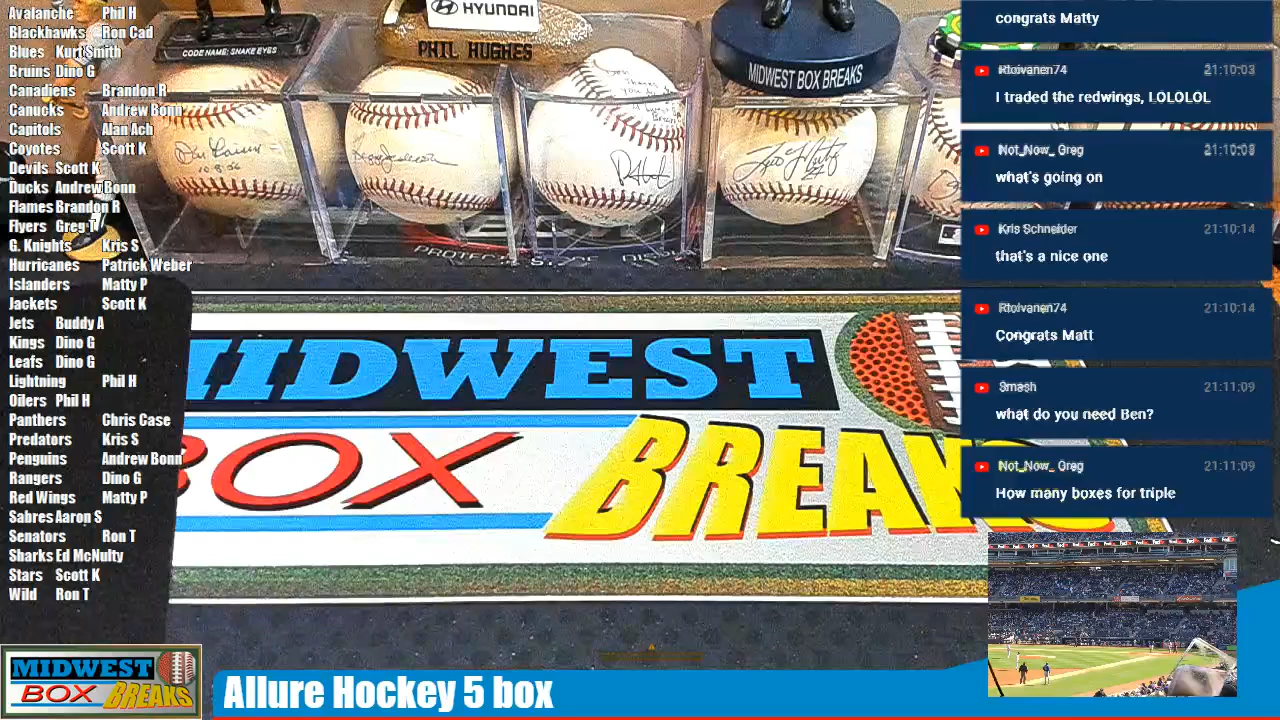 Avalanche Phil H
Blackhawks Ron Cad
Blues Kurt Smith
Bruins Dino G
Canadiens Brandon R
Canucks Andrew Bonn
Capitols Alan Ach
Coyotes Scott K
Devils Scott K
Ducks Andrew Bonn
Flames Brandon R
Flyers Greg T
G. Knights Kris S
Hurricanes Patrick Weber
Islanders Matty P
Jackets Scott K
Jets Buddy A
Kings Dino G
Leafs Dino G
Lightning Phil H
Oilers Phil H
Panthers Chris Case
Predators Kris S
Penguins Andrew Bonn
Rangers Dino G
Red Wings Matty P
Sabres Aaron S
Senators Ron T
Sharks Ed McNulty
Stars Scott K
Wild Ron T
CODE NAME: SNAKE EYES
HYUNDAI
PHIL HUGHES
MIDWEST BOX BREAKS
MIDWEST
BOX
BREAK
congrats Matty
Rtoivanen74 21:10:03
I traded the redwings, LOLOLOL
Not_Now_ Greg 21:10:03
what's going on
Kris Schneider 21:10:14
that's a nice one
Rtoivanen74 21:10:14
Congrats Matt
Smash 21:11:09
what do you need Ben?
Not_Now_ Greg 21:11:09
How many boxes for triple
MIDWEST
BOX BREAKS
Allure Hockey 5 box